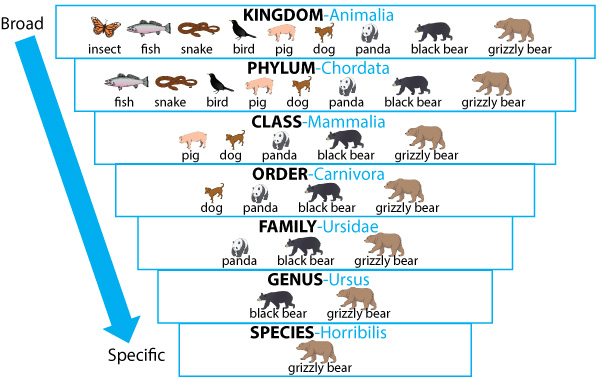 Broad
KINGDOM-Animalia
insect fish snake bird pig dog panda black bear grizzly bear
PHYLUM-Chordata
fish snake bird pig dog panda black bear grizzly bear
CLASS-Mammalia
pig dog panda black bear grizzly bear
ORDER-Carnivora
dog panda black bear grizzly bear
FAMILY-Ursidae
panda black bear grizzly bear
GENUS-Ursus
black bear grizzly bear
SPECIES-Horribilis
Specific
grizzly bear